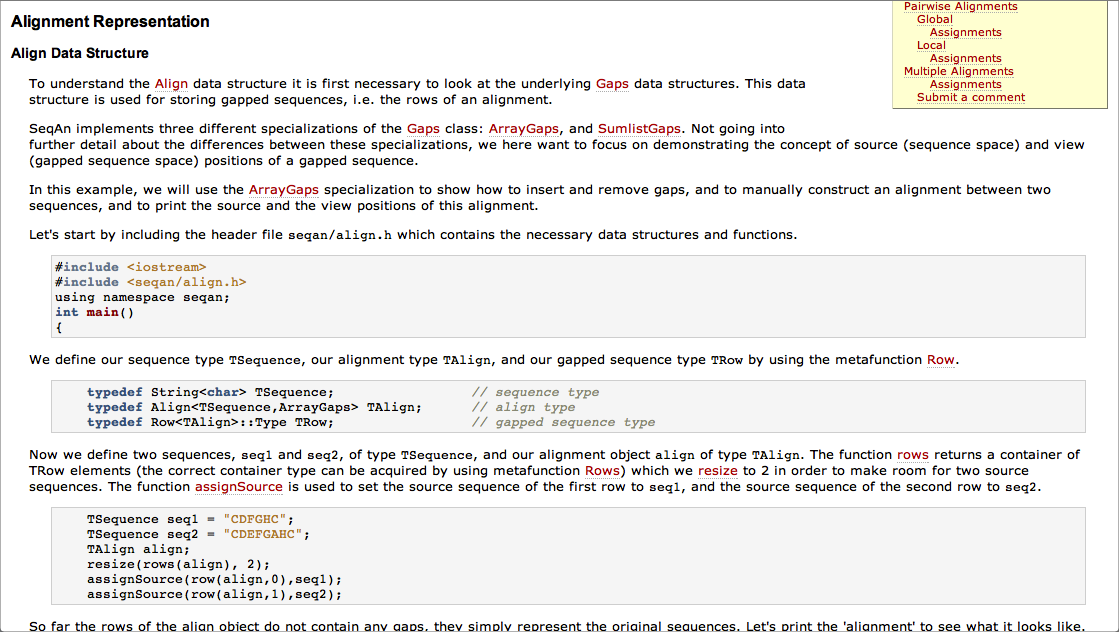 Alignment Representation
Pairwise Alignments
Global
Assignments
Local
Assignments
Multiple Alignments
Assignments
Submit a comment
Align Data Structure
To understand the Align data structure it is first necessary to look at the underlying Gaps data structures. This data
structure is used for storing gapped sequences, i.e. the rows of an alignment.
SeqAn implements three different specializations of the Gaps class: ArrayGaps, and SumlistGaps. Not going into
further detail about the differences between these specializations, we here want to focus on demonstrating the concept of source (sequence space) and view
(gapped sequence space) positions of a gapped sequence.
In this example, we will use the ArrayGaps specialization to show how to insert and remove gaps, and to manually construct an alignment between two
sequences, and to print the source and the view positions of this alignment.
Let's start by including the header file seqan/align.h which contains the necessary data structures and functions.
#include <iostream>
#include <seqan/align.h>
using namespace seqan;
int main()
{
We define our sequence type TSequence, our alignment type TAlign, and our gapped sequence type TRow by using the metafunction Row.
typedef String<char> TSequence; // sequence type
typedef Align<TSequence,ArrayGaps> TAlign; // align type
typedef Row<TAlign>::Type TRow; // gapped sequence type
Now we define two sequences, seq1 and seq2, of type TSequence, and our alignment object align of type TAlign. The function rows returns a container of
TRow elements (the correct container type can be acquired by using metafunction Rows) which we resize to 2 in order to make room for two source
sequences. The function assignSource is used to set the source sequence of the first row to seq1, and the source sequence of the second row to seq2.
TSequence seq1 = "CDFGHC";
TSequence seq2 = "CDEFGAHC";
TAlign align;
resize(rows(align), 2);
assignSource(row(align,0),seq1);
assignSource(row(align,1),seq2);
So far the rows of the align object do not contain any gaps, they simply represent the original sequences. Let's print the 'alignment' to see what it looks like.